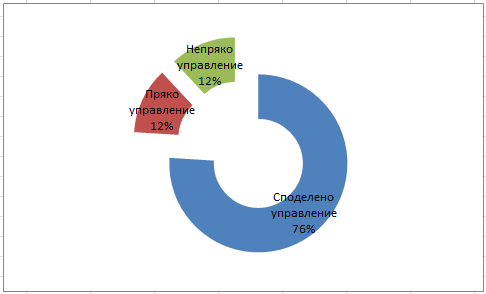 Непряко
управление
12%
Пряко
управление
12%
Споделено
управление
76%